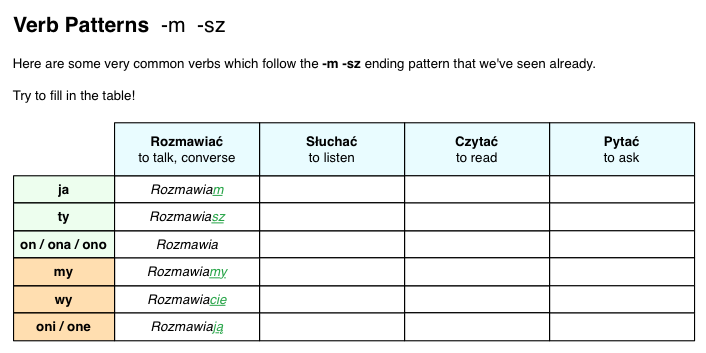 Verb Patterns -m -sz
Here are some very common verbs which follow the -m -sz ending pattern that we've seen already.
Try to fill in the table!
Rozmawiać Słuchać Czytać Pytać
to talk, converse to listen to read to ask
ja Rozmawiam
ty Rozmawiasz
on / ona / ono Rozmawia
my Rozmawiamy
wy Rozmawiacie
oni / one Rozmawiają